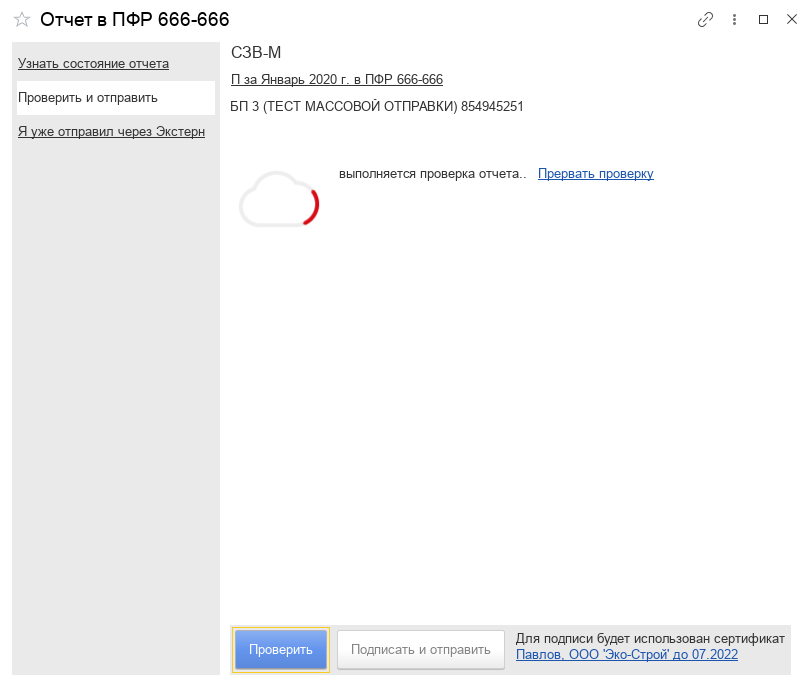 Отчет в ПФР 666-666
Узнать состояние отчета
Проверить и отправить
Я уже отправил через Экстерн
СЗВ-М
П за Январь 2020 г. в ПФР 666-666
БП 3 (ТЕСТ МАССОВОЙ ОТПРАВКИ) 854945251
выполняется проверка отчета.. Прервать проверку
Проверить
Подписать и отправить
Для подписи будет использован сертификат
Павлов, ООО 'Эко-Строй' до 07.2022